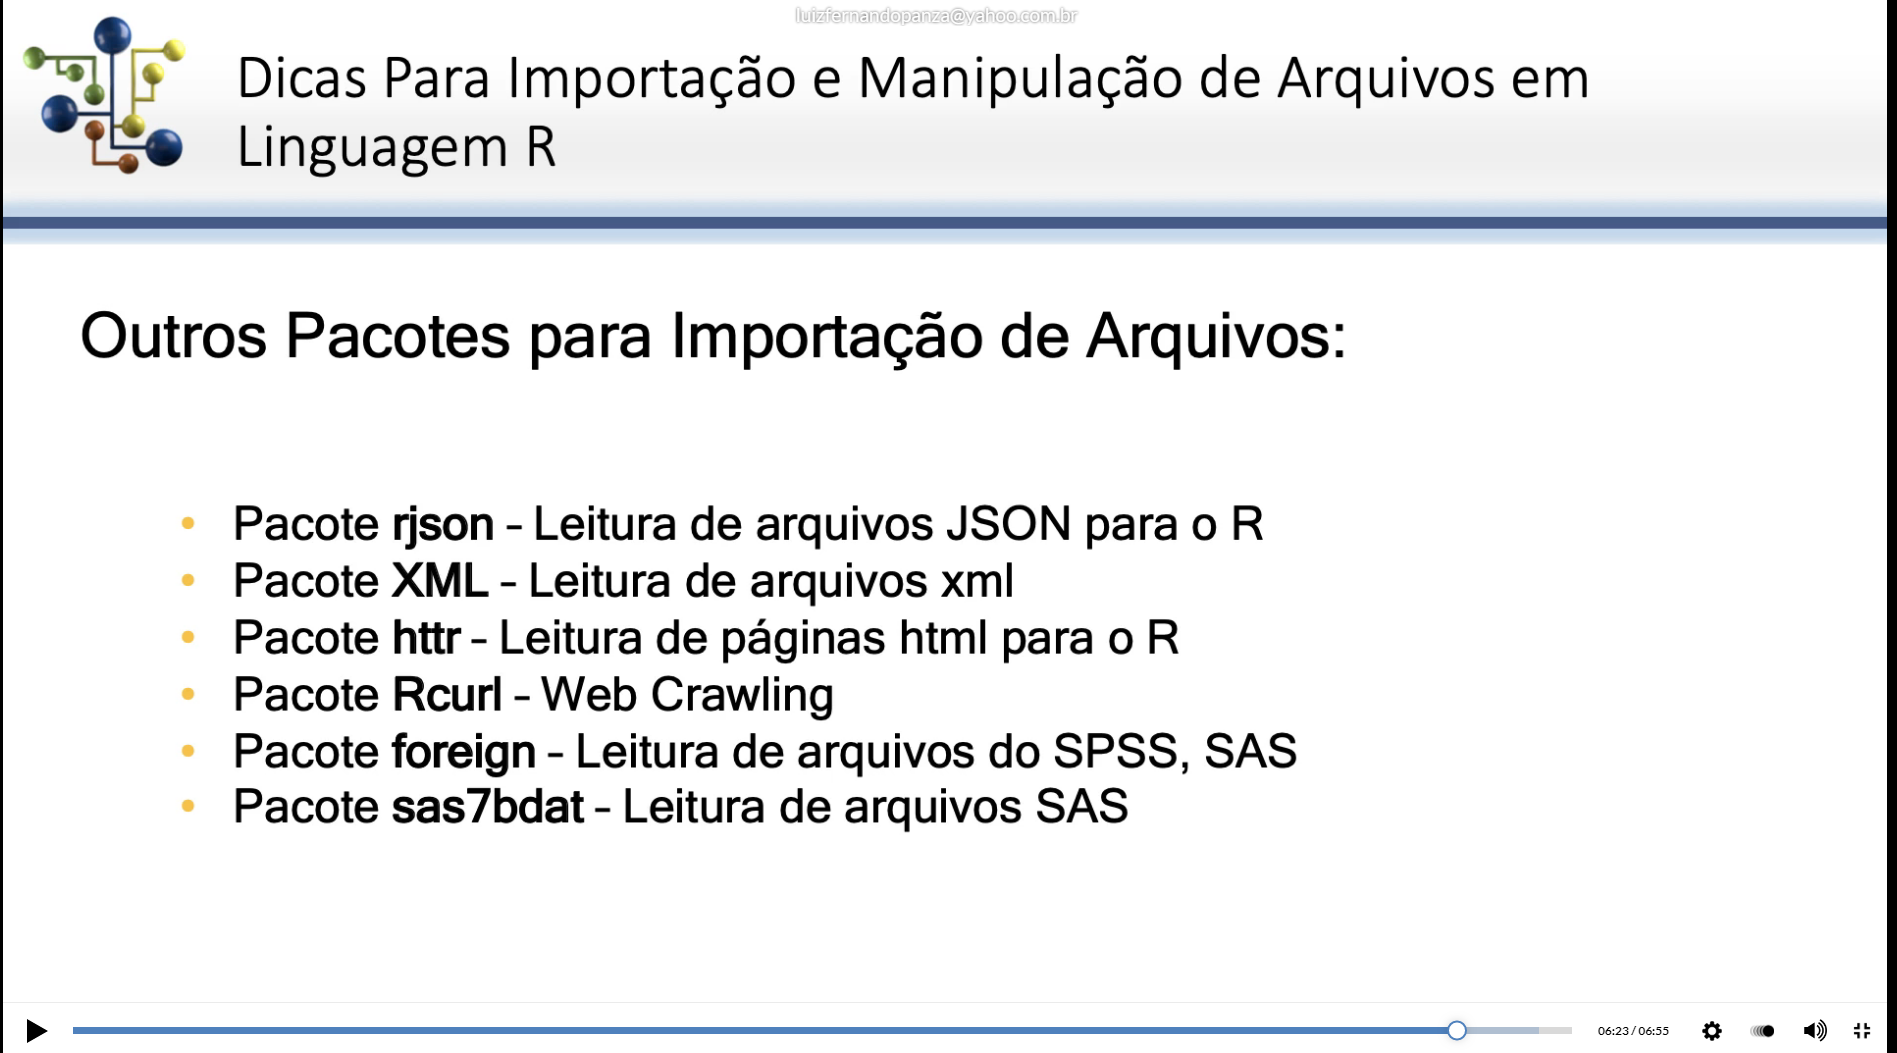 luizfernandopanza@yahoo.com.br
Dicas Para Importação e Manipulação de Arquivos em
Linguagem R
Outros Pacotes para Importação de Arquivos:
• Pacote rjson - Leitura de arquivos JSON para o R
• Pacote XML - Leitura de arquivos xml
• Pacote httr - Leitura de páginas html para o R
• Pacote Rcurl - Web Crawling
• Pacote foreign - Leitura de arquivos do SPSS, SAS
• Pacote sas7bdat - Leitura de arquivos SAS
06:23 / 06:55